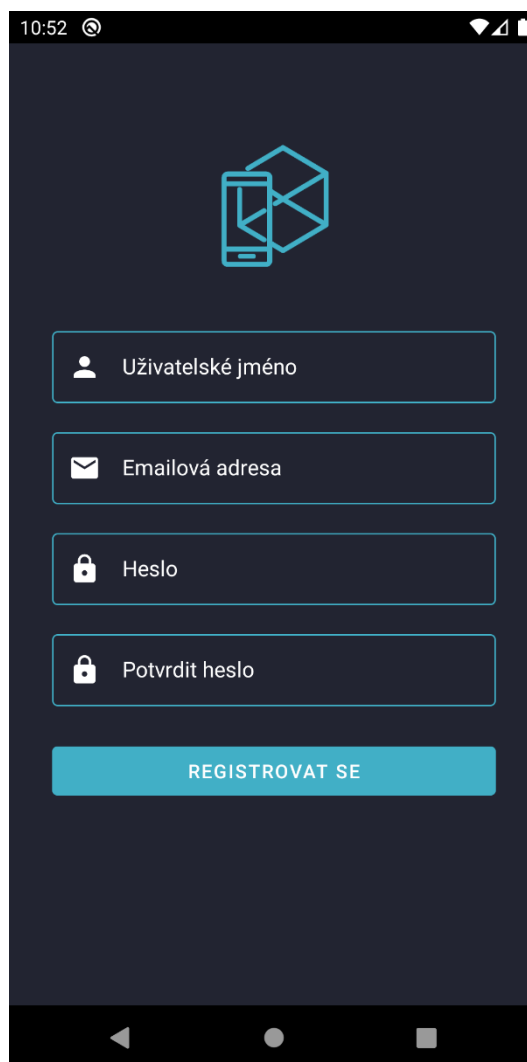 10:52
Uživatelské jméno
Emailová adresa
Heslo
Potvrdit heslo
REGISTROVAT SE